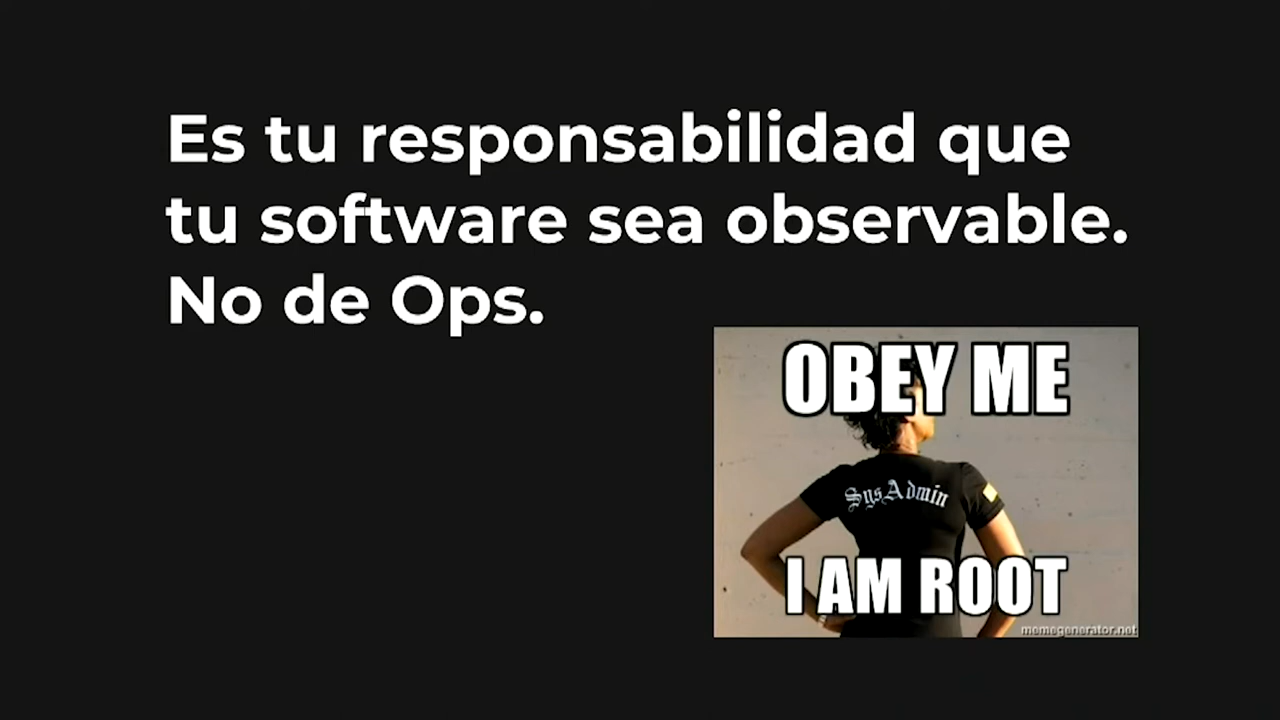 Es tu responsabilidad que
tu software sea observable.
No de Ops.
OBEY ME
SysAdmin
I AM ROOT
memegenerator.net